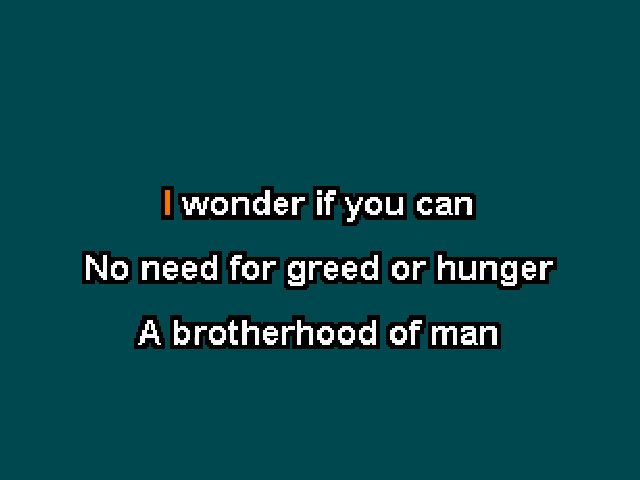 I wonder if you can
No need for greed or hunger
A brotherhood of man